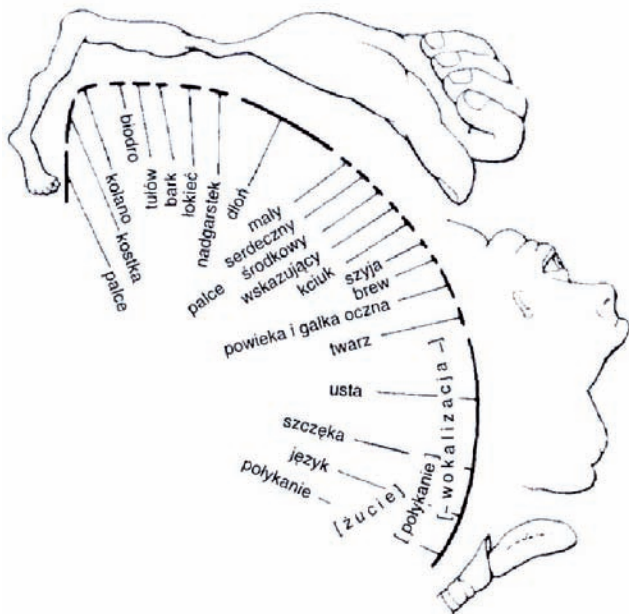 palce
kostka
kolano
biodro
tułów
bark
łokieć
nadgarstek
dłoń
palce
mały
serdeczny
środkowy
wskazujący
kciuk
szyja
brew
powieka i gałka oczna
twarz
usta
szczęka
język
połykanie
[żucie]
[połykanie]
[– wokalizacja –]